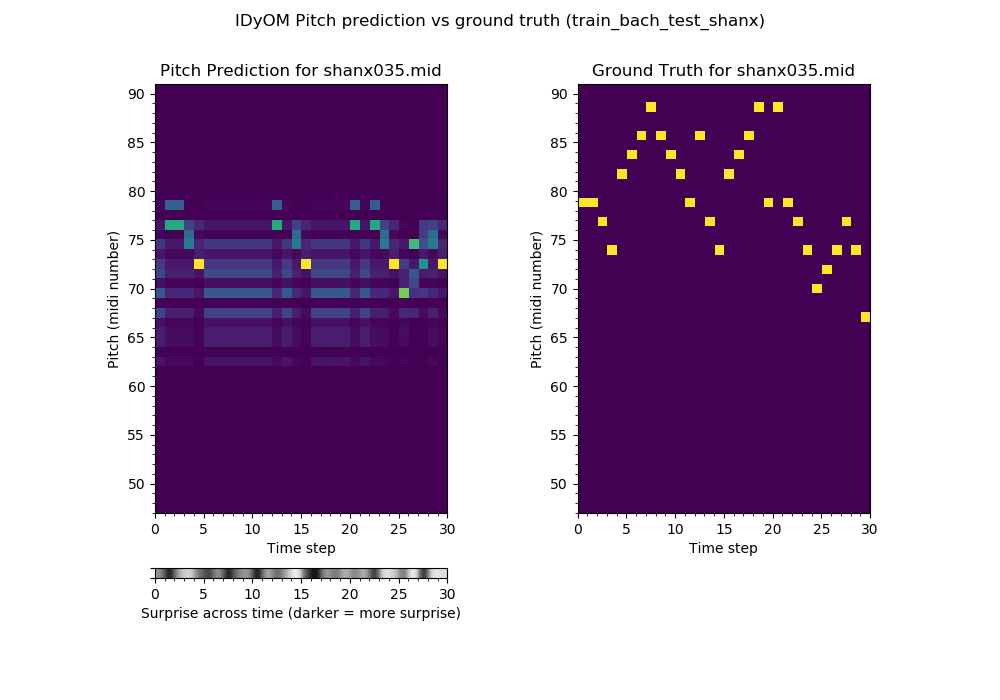 IDyOM Pitch prediction vs ground truth (train_bach_test_shanx)
Pitch Prediction for shanx035.mid
Pitch (midi number)
90
85
80
75
70
65
60
55
50
0 5 10 15 20 25 30
Time step
0 5 10 15 20 25 30
Surprise across time (darker = more surprise)
Ground Truth for shanx035.mid
Pitch (midi number)
90
85
80
75
70
65
60
55
50
0 5 10 15 20 25 30
Time step